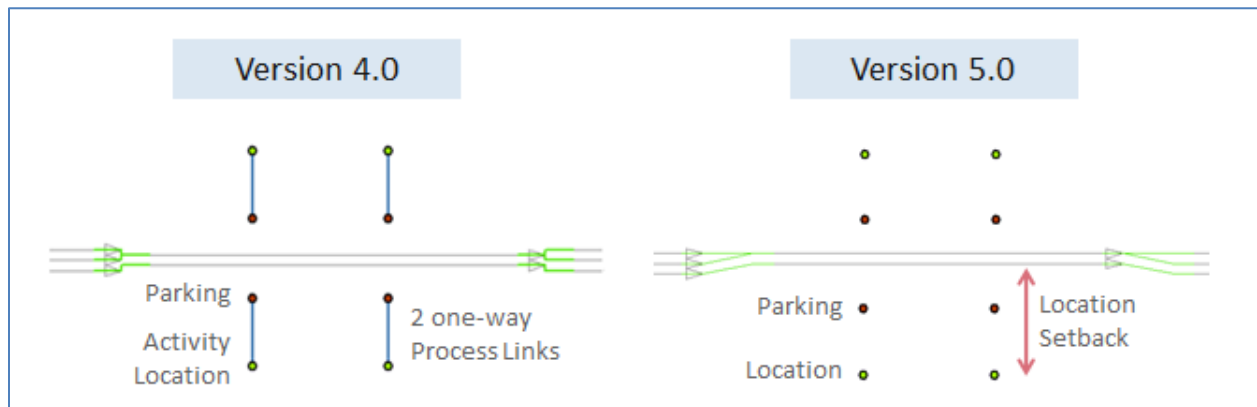 Version 4.0
Parking
Activity
Location
2 one-way
Process Links
Version 5.0
Parking
Location
Location
Setback